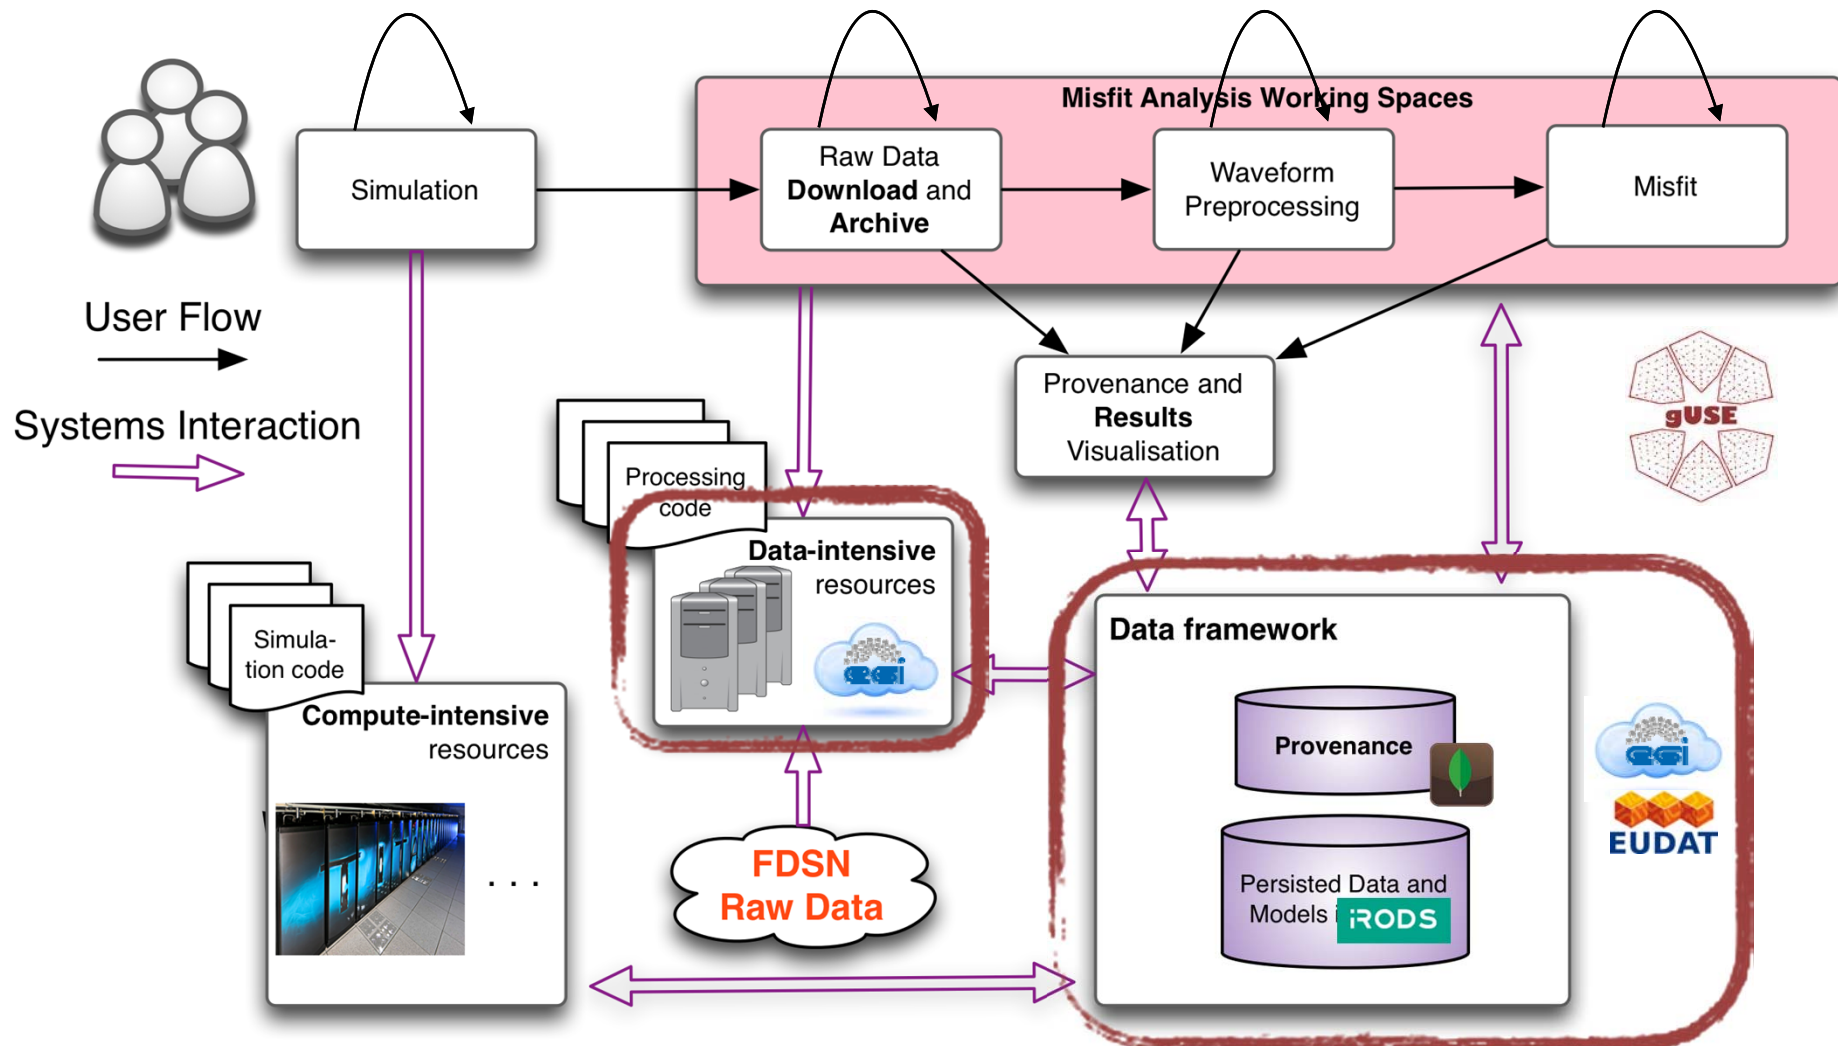 Misfit Analysis Working Spaces
Simulation
Raw Data
Download and
Archive
Waveform
Preprocessing
Misfit
User Flow
Systems Interaction
Provenance and
Results
Visualisation
gUSE
Processing
code
Data-intensive
resources
Simula-
tion code
Compute-intensive
resources
. . .
FDSN
Raw Data
Data framework
Provenance
Persisted Data and
Models
iRODS
EUDAT